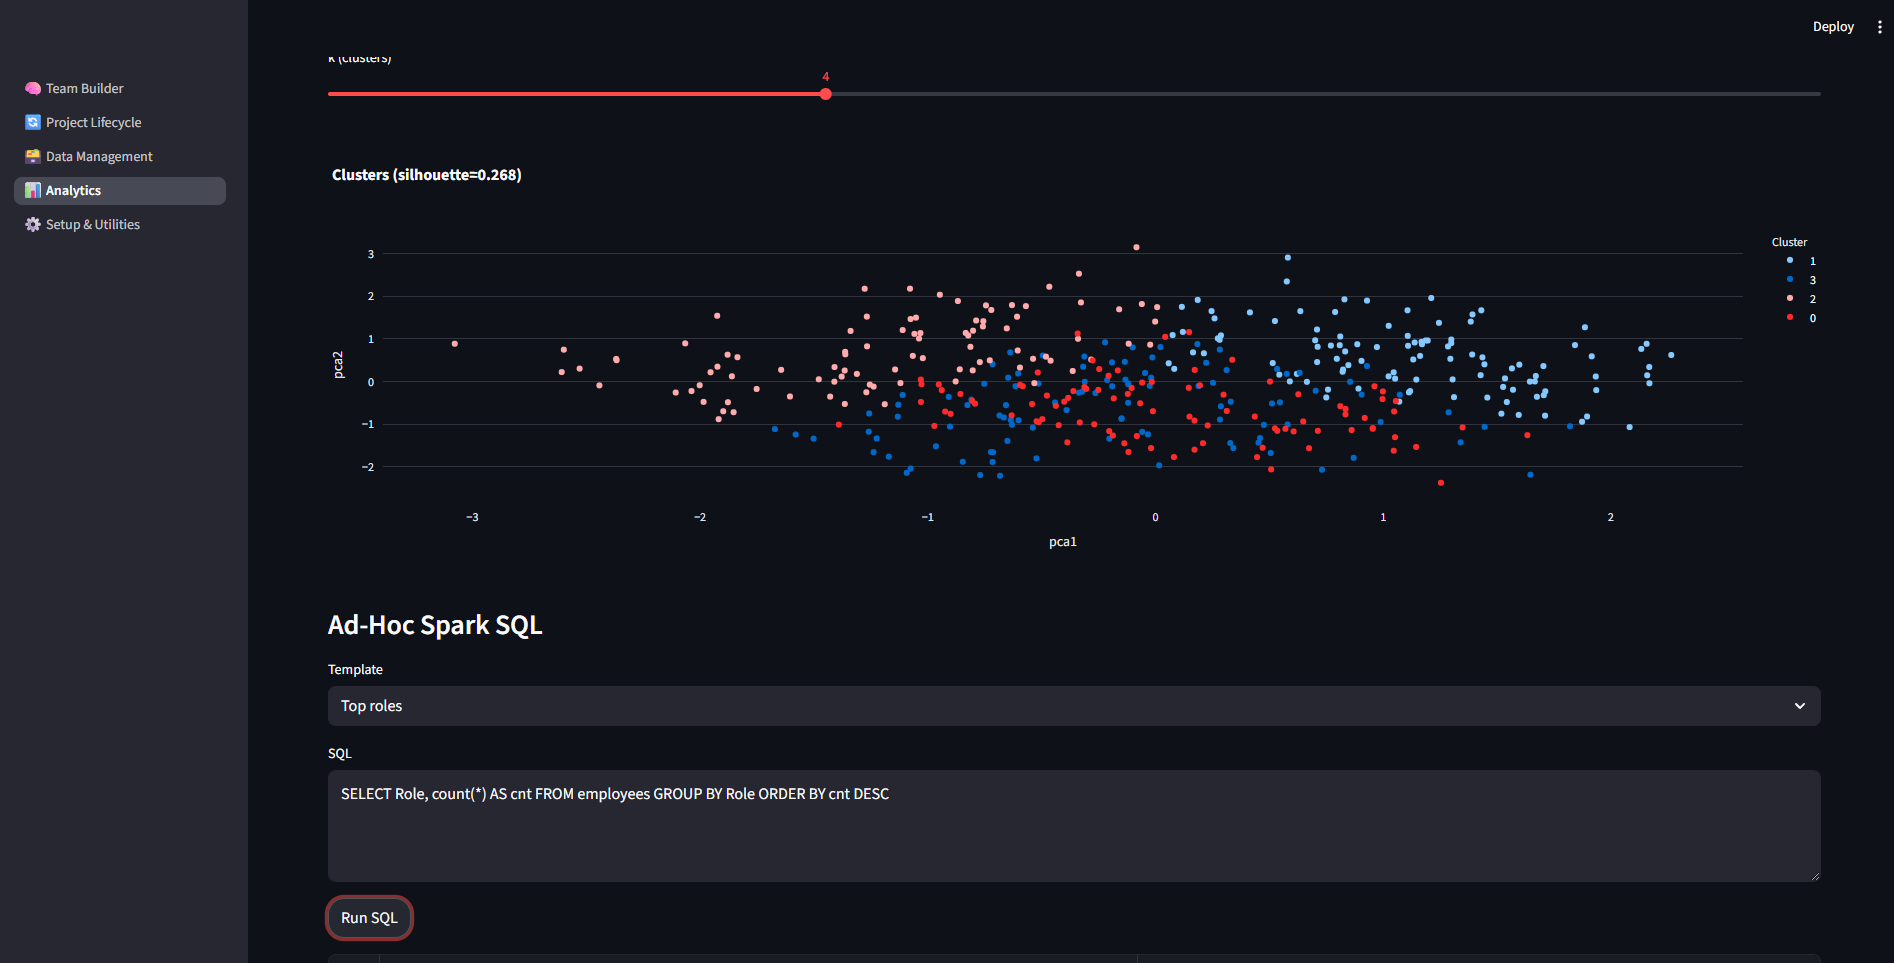 Deploy
Team Builder
Project Lifecycle
Data Management
Analytics
Setup & Utilities
K (clusters)
4
Clusters (silhouette=0.268)
Cluster
1
3
2
0
3
2
1
0
−1
−2
pca2
−3
−2
−1
0
1
2
pca1
Ad-Hoc Spark SQL
Template
Top roles
SQL
SELECT Role, count(*) AS cnt FROM employees GROUP BY Role ORDER BY cnt DESC
Run SQL